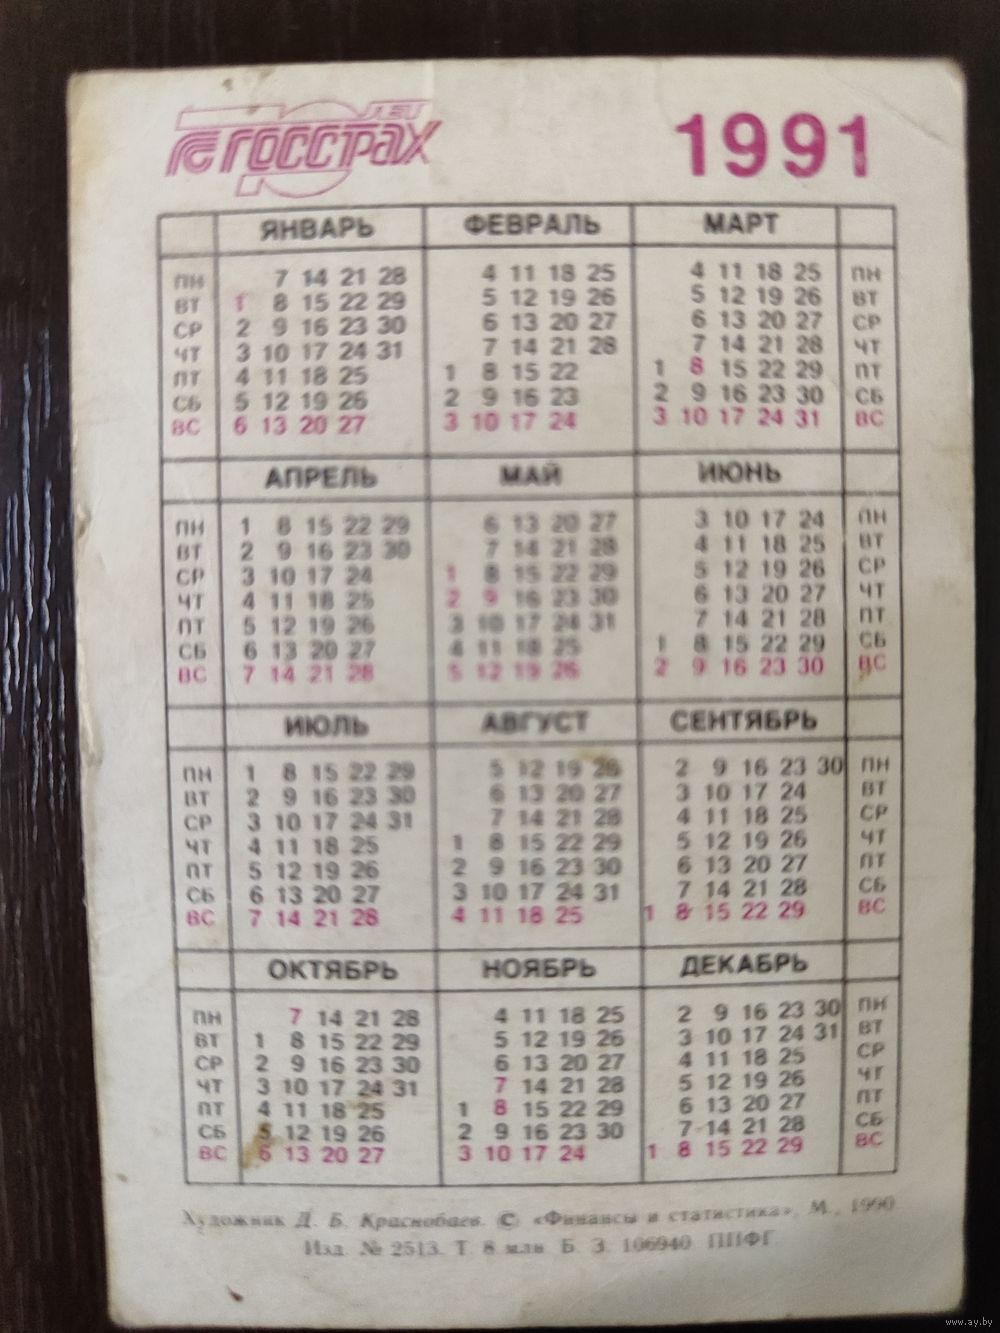 70 ЛЕТ
ГОССТРАХ 1991
ЯНВАРЬ ФЕВРАЛЬ МАРТ
ПН 7 14 21 28 4 11 18 25 4 11 18 25 ПН
ВТ 1 8 15 22 29 5 12 19 26 5 12 19 26 ВТ
СР 2 9 16 23 30 6 13 20 27 6 13 20 27 СР
ЧТ 3 10 17 24 31 7 14 21 28 7 14 21 28 ЧТ
ПТ 4 11 18 25 1 8 15 22 1 8 15 22 29 ПТ
СБ 5 12 19 26 2 9 16 23 2 9 16 23 30 СБ
ВС 6 13 20 27 3 10 17 24 3 10 17 24 31 ВС
АПРЕЛЬ МАЙ ИЮНЬ
ПН 1 8 15 22 29 6 13 20 27 3 10 17 24 ПН
ВТ 2 9 16 23 30 7 14 21 28 4 11 18 25 ВТ
СР 3 10 17 24 1 8 15 22 29 5 12 19 26 СР
ЧТ 4 11 18 25 2 9 16 23 30 6 13 20 27 ЧТ
ПТ 5 12 19 26 3 10 17 24 31 7 14 21 28 ПТ
СБ 6 13 20 27 4 11 18 25 1 8 15 22 29 СБ
ВС 7 14 21 28 5 12 19 26 2 9 16 23 30 ВС
ИЮЛЬ АВГУСТ СЕНТЯБРЬ
ПН 1 8 15 22 29 5 12 19 26 2 9 16 23 30 ПН
ВТ 2 9 16 23 30 6 13 20 27 3 10 17 24 ВТ
СР 3 10 17 24 31 7 14 21 28 4 11 18 25 СР
ЧТ 4 11 18 25 1 8 15 22 29 5 12 19 26 ЧТ
ПТ 5 12 19 26 2 9 16 23 30 6 13 20 27 ПТ
СБ 6 13 20 27 3 10 17 24 31 7 14 21 28 СБ
ВС 7 14 21 28 4 11 18 25 1 8 15 22 29 ВС
ОКТЯБРЬ НОЯБРЬ ДЕКАБРЬ
ПН 7 14 21 28 4 11 18 25 2 9 16 23 30 ПН
ВТ 1 8 15 22 29 5 12 19 26 3 10 17 24 31 ВТ
СР 2 9 16 23 30 6 13 20 27 4 11 18 25 СР
ЧТ 3 10 17 24 31 7 14 21 28 5 12 19 26 ЧТ
ПТ 4 11 18 25 1 8 15 22 29 6 13 20 27 ПТ
СБ 5 12 19 26 2 9 16 23 30 7 14 21 28 СБ
ВС 6 13 20 27 3 10 17 24 1 8 15 22 29 ВС
Художник Д. Б. Краснобаев. © «Финансы и статистика», М., 1990
Изд. № 2513. Т. 8 млн. Б. З. 106940 ППФГ
www.ay.by